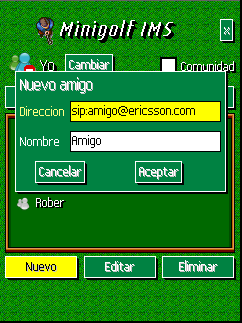 Minigolf IMS
x
Yo, Cambiar Comunidad
Nuevo amigo
Direccion sip:amigo@ericsson.com
Nombre Amigo
Cancelar Aceptar
Rober
Nuevo Editar Eliminar